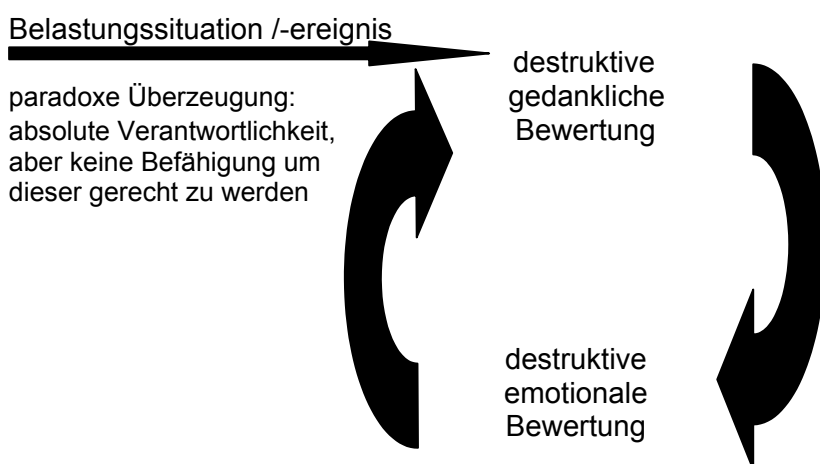 Belastungssituation /-ereignis
paradoxe Überzeugung:
absolute Verantwortlichkeit,
aber keine Befähigung um
dieser gerecht zu werden
destruktive
gedankliche
Bewertung
destruktive
emotionale
Bewertung